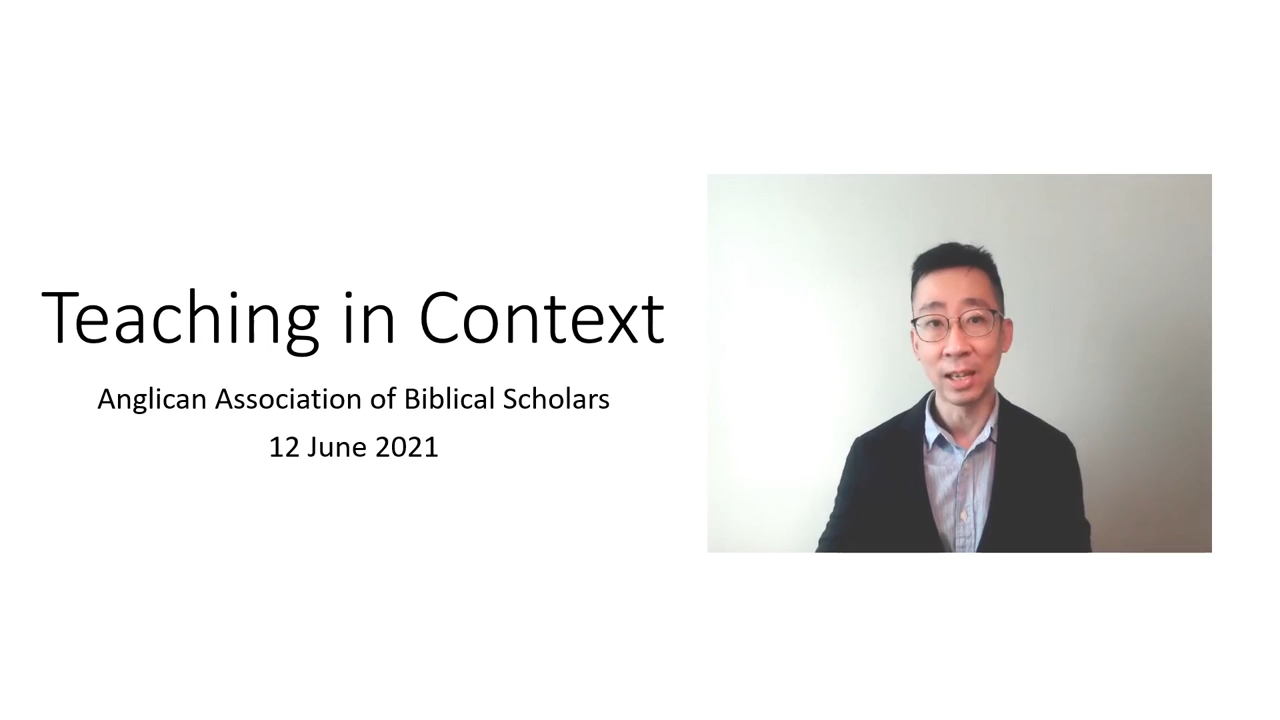 Teaching in Context
Anglican Association of Biblical Scholars
12 June 2021